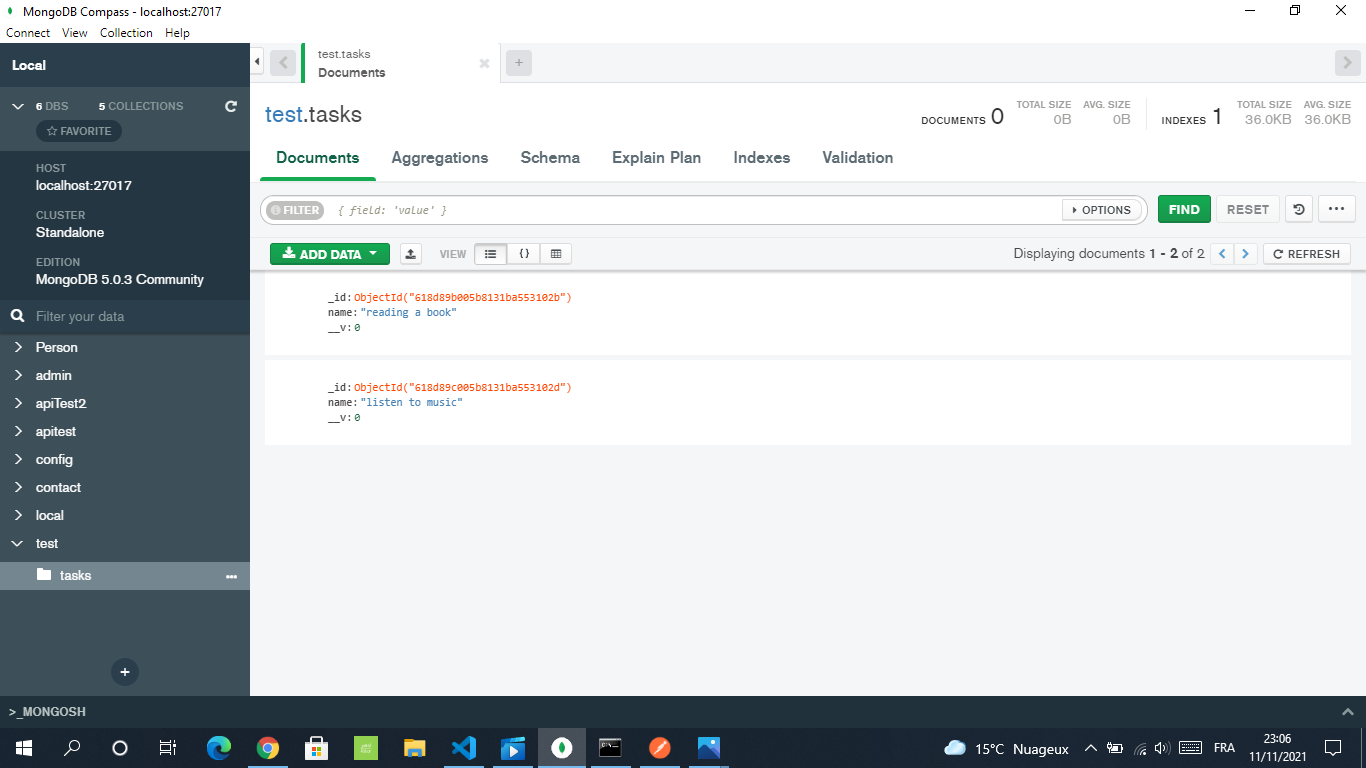 MongoDB Compass - localhost:27017
Connect View Collection Help
Local
6 DBS 5 COLLECTIONS
FAVORITE
HOST
localhost:27017
CLUSTER
Standalone
EDITION
MongoDB 5.0.3 Community
Filter your data
Person
admin
apiTest2
apitest
config
contact
local
test
tasks
test.tasks
Documents
test.tasks
DOCUMENTS 0 TOTAL SIZE 0B AVG. SIZE 0B INDEXES 1 TOTAL SIZE 36.0KB AVG. SIZE 36.0KB
Documents Aggregations Schema Explain Plan Indexes Validation
FILTER { field: 'value' } OPTIONS FIND RESET
ADD DATA VIEW {} Displaying documents 1 - 2 of 2 REFRESH
_id: ObjectId("618d89b005b8131ba553102b")
name: "reading a book"
__v: 0
_id: ObjectId("618d89c005b8131ba553102d")
name: "listen to music"
__v: 0
>_MONGOSH
15°C Nuageux FRA 23:06
11/11/2021